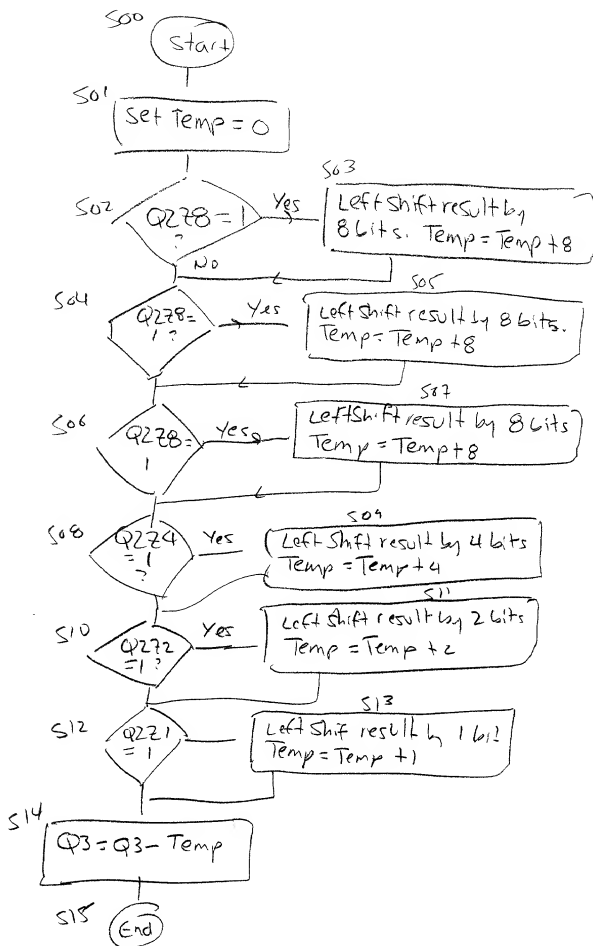 S00
Start
S01
Set Temp = 0
S02
Q2Z8 = 1
?
Yes
No
S03
Left Shift result by
8 bits. Temp = Temp + 8
S04
Q2Z8 =
1 ?
Yes
S05
Left Shift result by 8 bits.
Temp = Temp + 8
S06
Q2Z8 =
1
Yes
S07
Left Shift result by 8 bits
Temp = Temp + 8
S08
Q2Z4
= 1
?
Yes
S09
Left Shift result by 4 bits
Temp = Temp + 4
S10
Q2Z2
= 1 ?
Yes
S11
Left Shift result by 2 bits
Temp = Temp + 2
S12
Q2Z1
= 1
S13
Left Shif result by 1 bit
Temp = Temp + 1
S14
Q3 = Q3 - Temp
S15
End